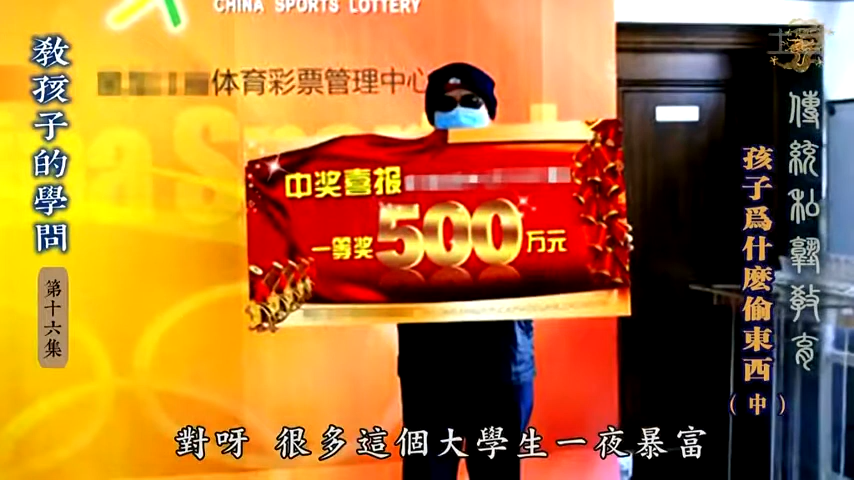 CHINA SPORTS LOTTERY
体育彩票管理中心
教孩子的學問
第十六集
中奖喜报
一等奖500万元
傳統私塾教育
孩子爲什麽偷東西
（中）
對呀 很多這個大學生一夜暴富